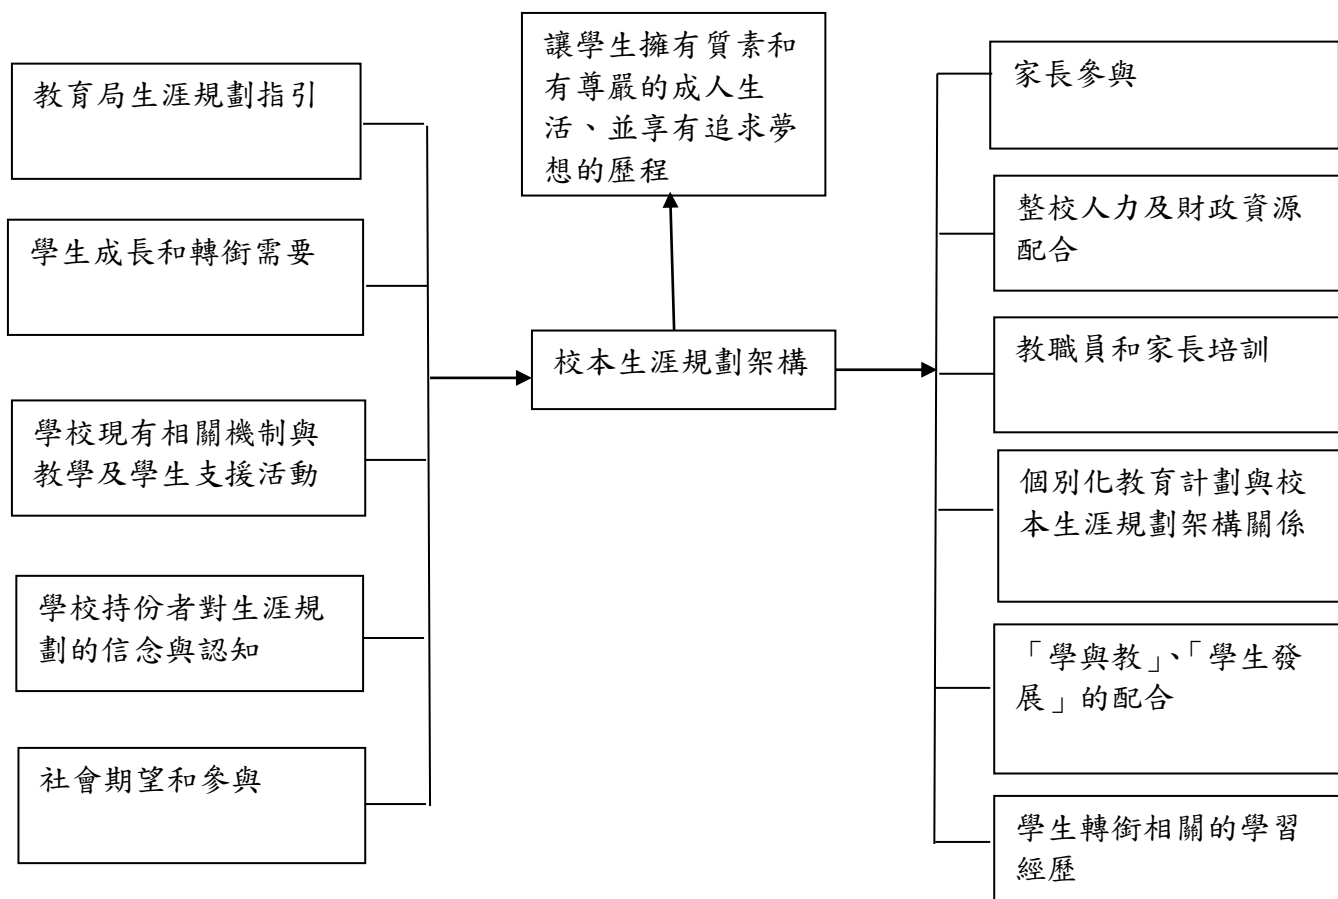 教育局生涯規劃指引
學生成長和轉銜需要
學校現有相關機制與
教學及學生支援活動
學校持份者對生涯規
劃的信念與認知
社會期望和參與
讓學生擁有質素和
有尊嚴的成人生
活、並享有追求夢
想的歷程
校本生涯規劃架構
家長參與
整校人力及財政資源
配合
教職員和家長培訓
個別化教育計劃與校
本生涯規劃架構關係
「學與教」、「學生發
展」的配合
學生轉銜相關的學習
經歷